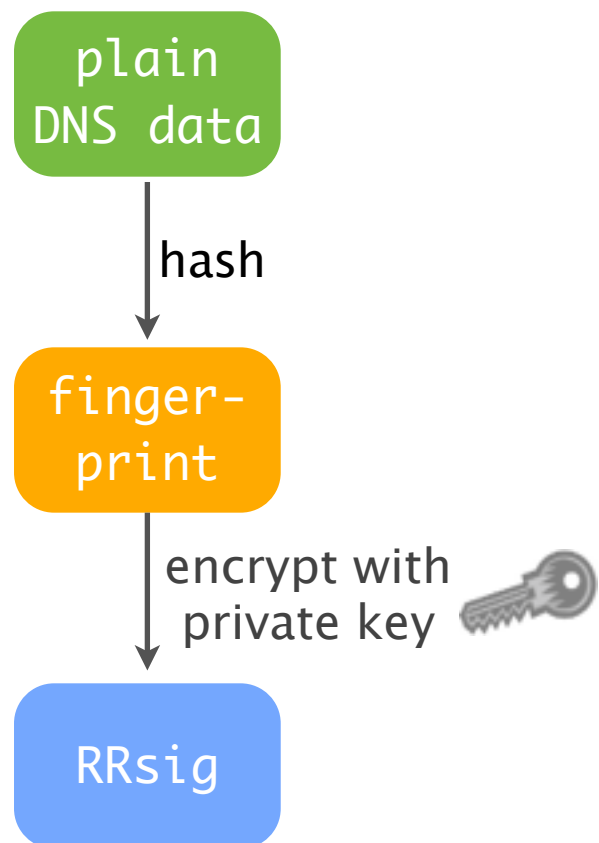 plain
DNS data
hash
finger-
print
encrypt with
private key
RRsig